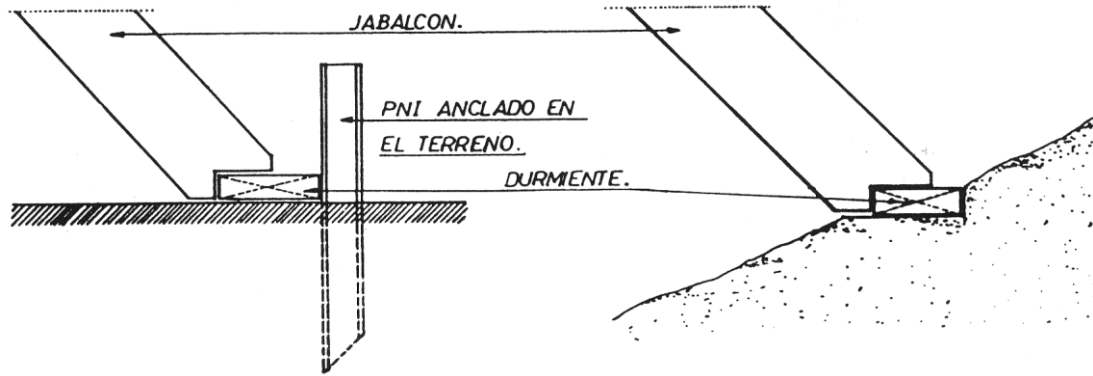 JABALCON.
PNI ANCLADO EN
EL TERRENO.
DURMIENTE.